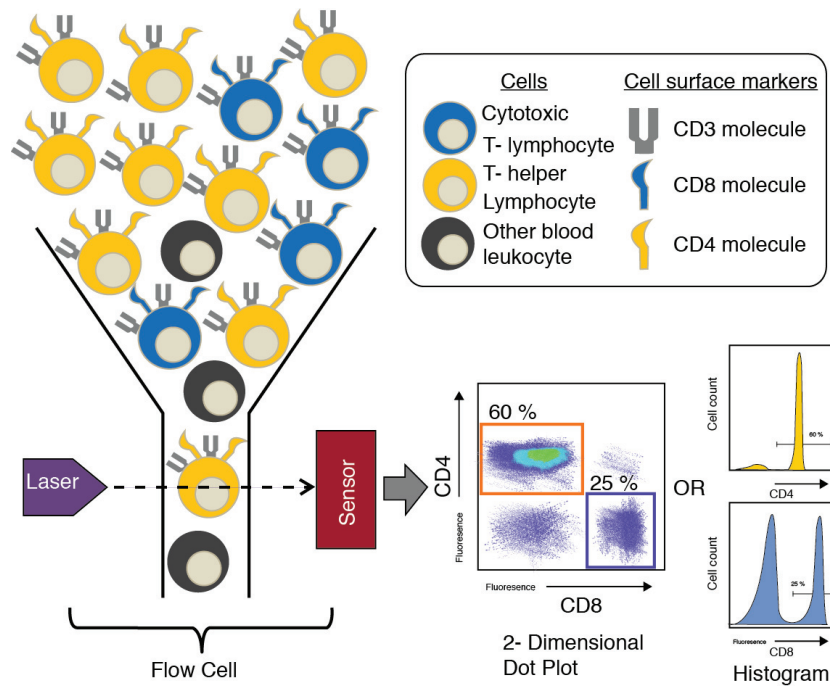 Cells
Cell surface markers
Cytotoxic
T- lymphocyte
T- helper
Lymphocyte
Other blood
leukocyte
CD3 molecule
CD8 molecule
CD4 molecule
Laser
Sensor
Flow Cell
60 %
25 %
CD4
Fluoresence
Fluoresence
CD8
2- Dimensional
Dot Plot
OR
Cell count
60 %
CD4
Cell count
25 %
Fluoresence
CD8
Histogram